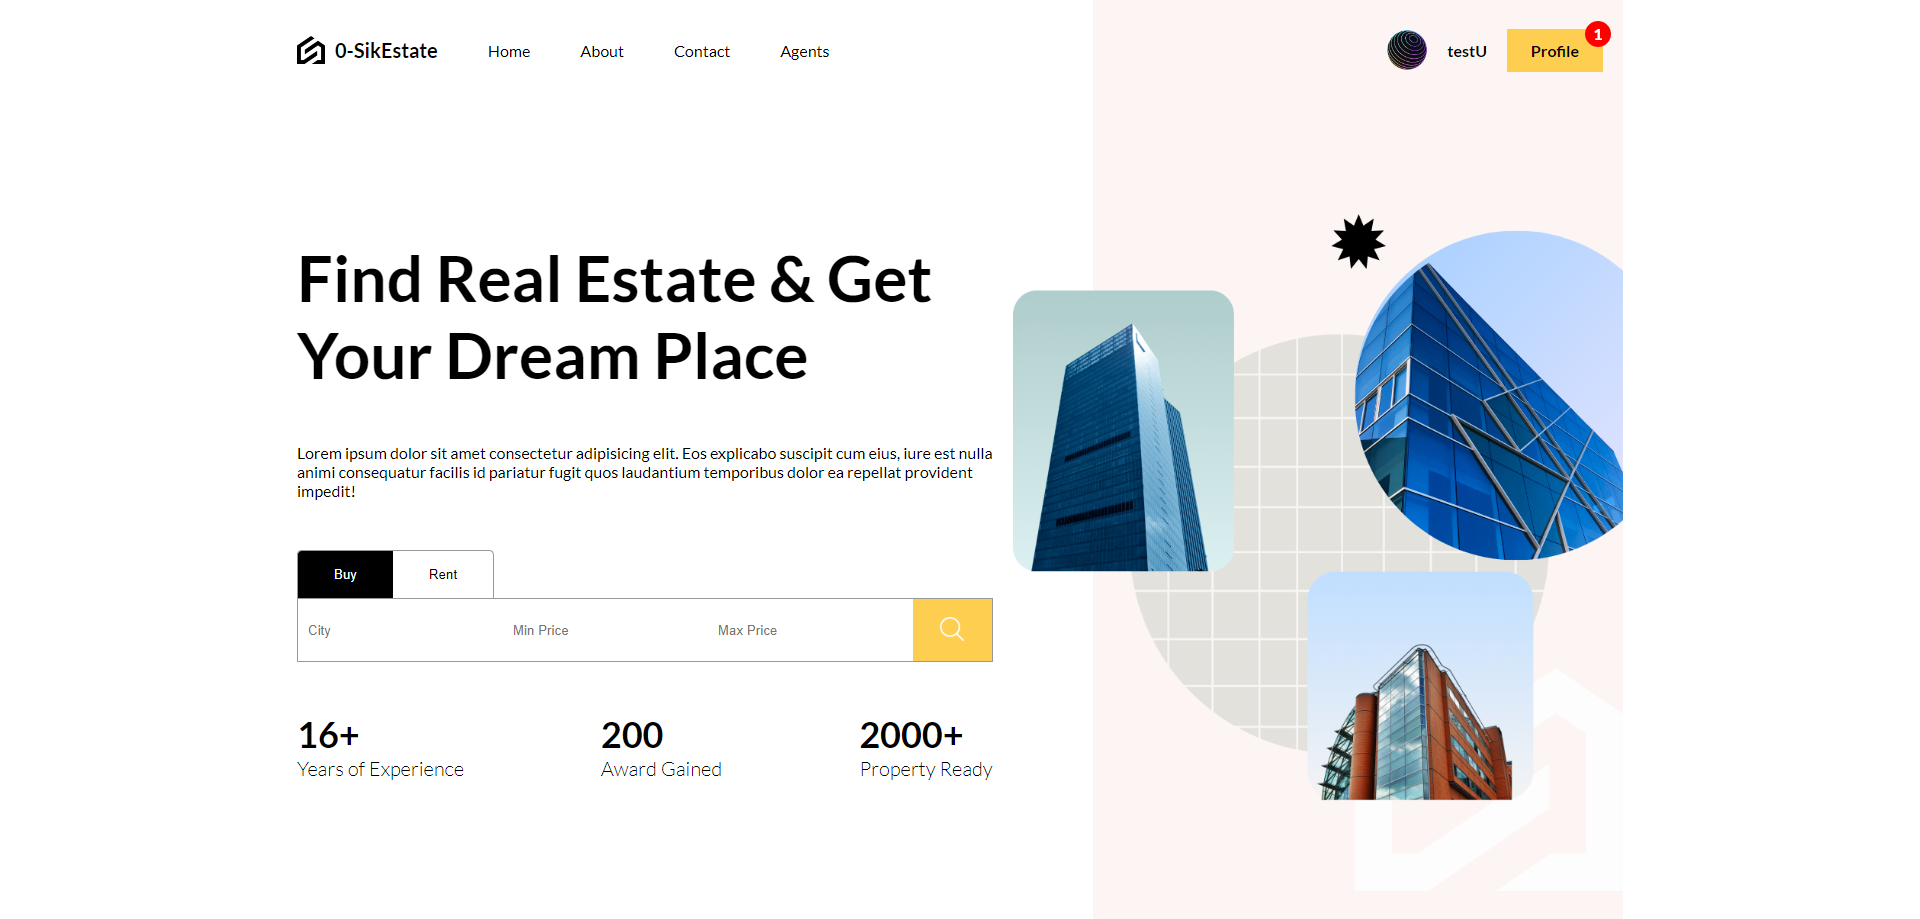 0-SikEstate Home About Contact Agents testU Profile 1
Find Real Estate & Get
Your Dream Place
Lorem ipsum dolor sit amet consectetur adipisicing elit. Eos explicabo suscipit cum eius, iure est nulla
animi consequatur facilis id pariatur fugit quos laudantium temporibus dolor ea repellat provident
impedit!
Buy Rent
City Min Price Max Price
16+ 200 2000+
Years of Experience Award Gained Property Ready